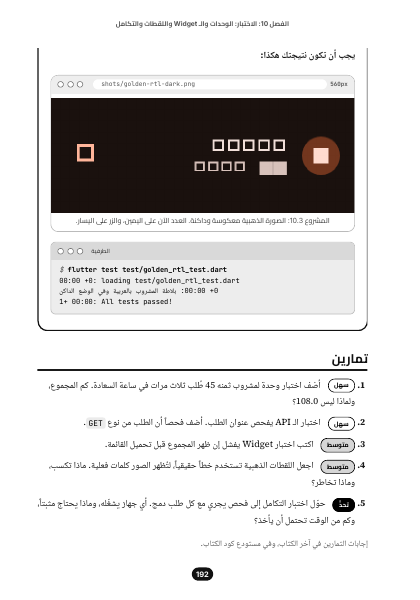 الفصل 10: الاختبار: الوحدات والـ Widget واللقطات والتكامل
يجب أن تكون نتيجتك هكذا:
shots/golden-rtl-dark.png
560px
المشروع 10.3: الصورة الذهبية معكوسة وداكنة. العدد الآن على اليمين، والزر على اليسار.
الطرفية
$ flutter test test/golden_rtl_test.dart
00:00 +0: loading test/golden_rtl_test.dart
00:00 +0: بلاطة المشروب بالعربية وفي الوضع الداكن
00:00 +1: All tests passed!
تمارين
1. سهل أضف اختبار وحدة لمشروب ثمنه 45 طُلب ثلاث مرات في ساعة السعادة. كم المجموع،
ولماذا ليس 108.0؟
2. سهل اختبار الـ API يفحص عنوان الطلب. أضف فحصاً أن الطلب من نوع GET.
3. متوسط اكتب اختبار Widget يفشل إن ظهر المجموع قبل تحميل القائمة.
4. متوسط اجعل اللقطات الذهبية تستخدم خطاً حقيقياً، لتُظهر الصور كلمات فعلية. ماذا تكسب،
وماذا تخاطر؟
5. تحدٍّ حوّل اختبار التكامل إلى فحص يجري مع كل طلب دمج. أي جهاز يشغّله، وماذا يحتاج مثبتاً،
وكم من الوقت تحتمل أن يأخذ؟
إجابات التمارين في آخر الكتاب، وفي مستودع كود الكتاب.
192